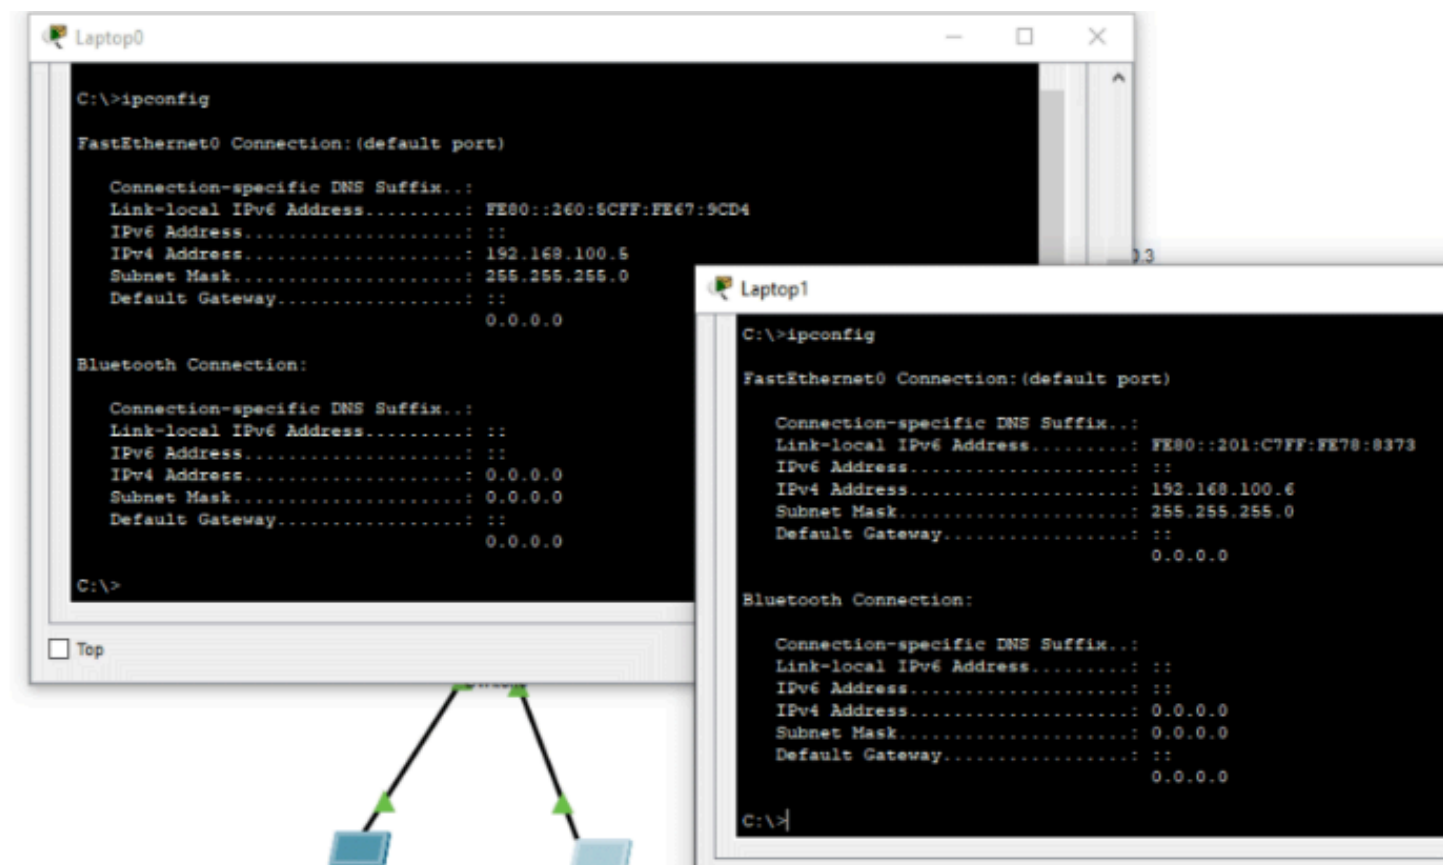 Laptop0
C:\>ipconfig
FastEthernet0 Connection:(default port)
Connection-specific DNS Suffix..:
Link-local IPv6 Address.........: FE80::260:5CFF:FE67:9CD4
IPv6 Address....................: ::
IPv4 Address....................: 192.168.100.5
Subnet Mask.....................: 255.255.255.0
Default Gateway.................: ::
0.0.0.0
Bluetooth Connection:
Connection-specific DNS Suffix..:
Link-local IPv6 Address.........: ::
IPv6 Address....................: ::
IPv4 Address....................: 0.0.0.0
Subnet Mask.....................: 0.0.0.0
Default Gateway.................: ::
0.0.0.0
C:\>
Top
0.3
Laptop1
C:\>ipconfig
FastEthernet0 Connection:(default port)
Connection-specific DNS Suffix..:
Link-local IPv6 Address.........: FE80::201:C7FF:FE78:8373
IPv6 Address....................: ::
IPv4 Address....................: 192.168.100.6
Subnet Mask.....................: 255.255.255.0
Default Gateway.................: ::
0.0.0.0
Bluetooth Connection:
Connection-specific DNS Suffix..:
Link-local IPv6 Address.........: ::
IPv6 Address....................: ::
IPv4 Address....................: 0.0.0.0
Subnet Mask.....................: 0.0.0.0
Default Gateway.................: ::
0.0.0.0
C:\>